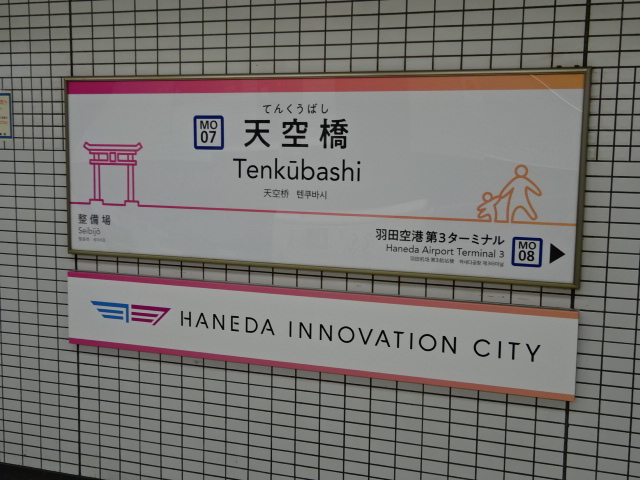 てんくうばし
MO
07
天空橋
Tenkūbashi
天空桥 텐쿠바시
整備場
Seibijō
羽田空港 第3ターミナル
Haneda Airport Terminal 3
MO
08
HANEDA INNOVATION CITY